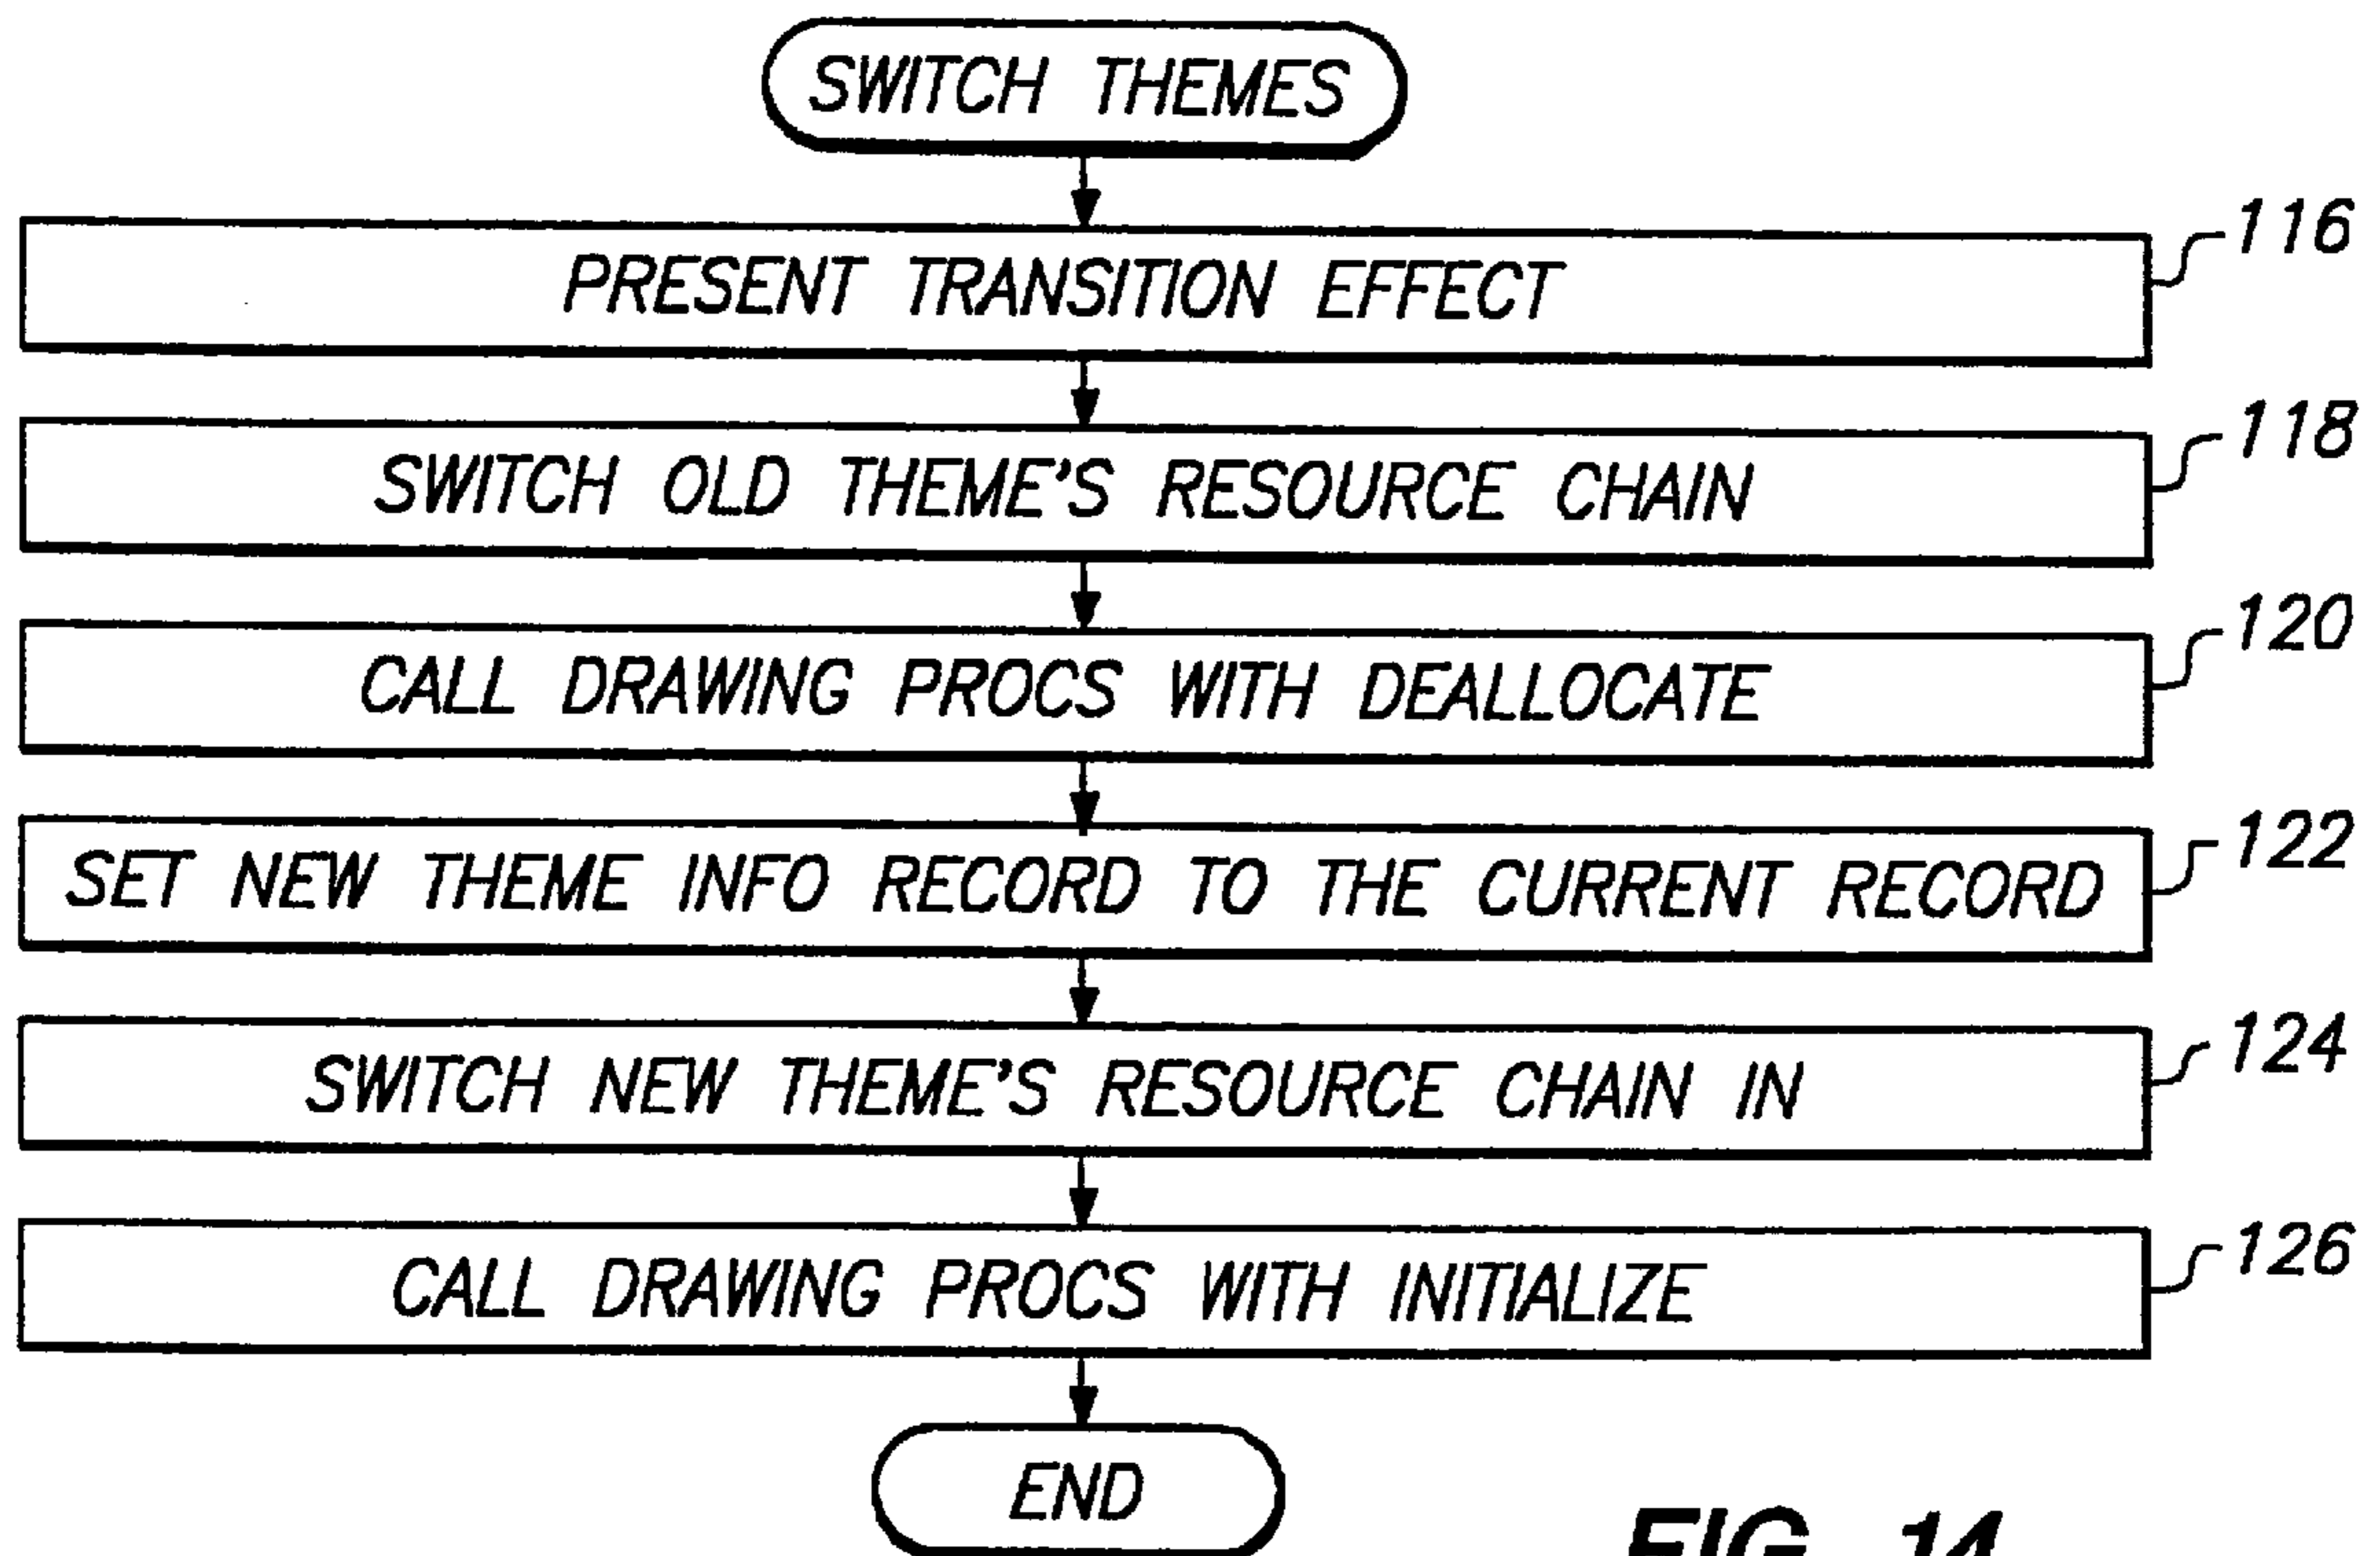 SWITCH THEMES
PRESENT TRANSITION EFFECT
116
SWITCH OLD THEME'S RESOURCE CHAIN
118
CALL DRAWING PROCS WITH DEALLOCATE
120
SET NEW THEME INFO RECORD TO THE CURRENT RECORD
122
SWITCH NEW THEME'S RESOURCE CHAIN IN
124
CALL DRAWING PROCS WITH INITIALIZE
126
END
FIG. 14